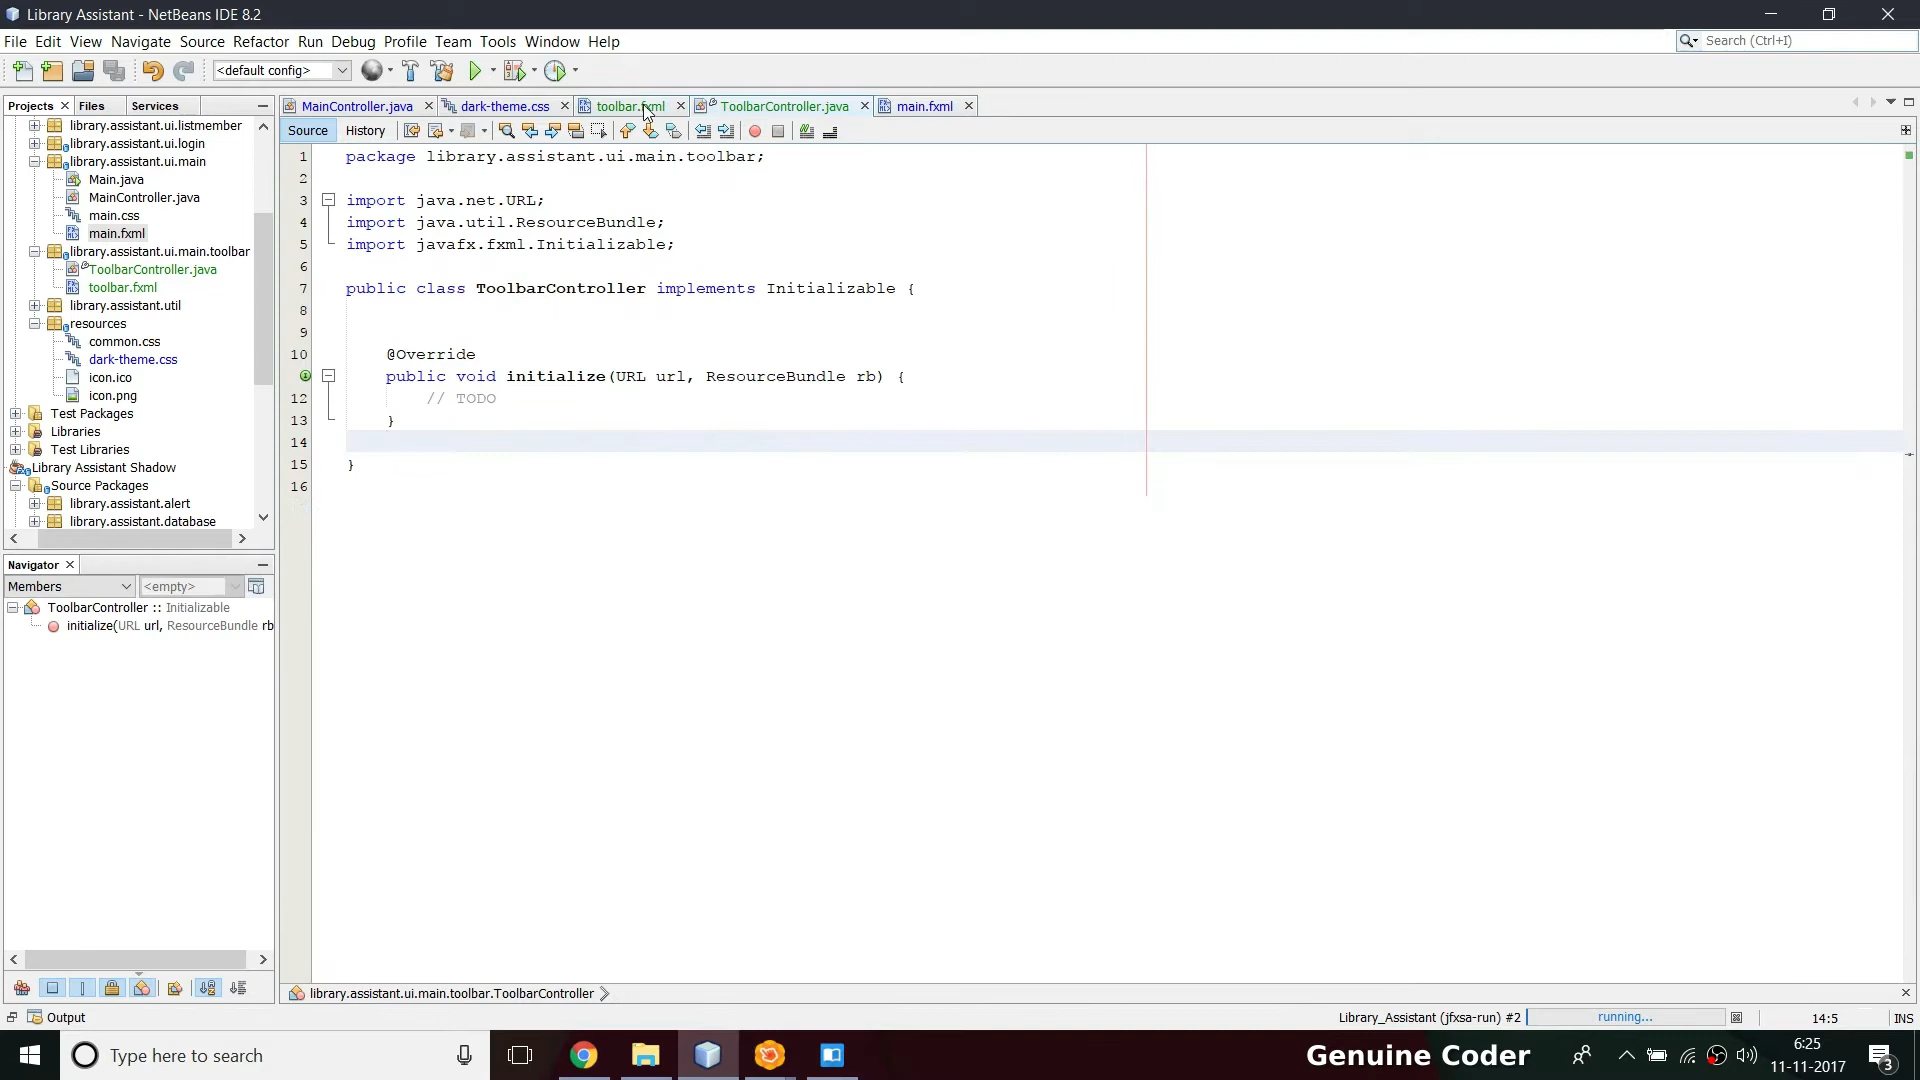 Library Assistant - NetBeans IDE 8.2
File Edit View Navigate Source Refactor Run Debug Profile Team Tools Window Help
Search (Ctrl+I)
<default config>
Projects Files Services
MainController.java dark-theme.css toolbar.fxml ToolbarController.java main.fxml
Source History
library.assistant.ui.listmember
library.assistant.ui.login
library.assistant.ui.main
Main.java
MainController.java
main.css
main.fxml
library.assistant.ui.main.toolbar
ToolbarController.java
toolbar.fxml
library.assistant.util
resources
common.css
dark-theme.css
icon.ico
icon.png
Test Packages
Libraries
Test Libraries
Library Assistant Shadow
Source Packages
library.assistant.alert
library.assistant.database
1 package library.assistant.ui.main.toolbar;
2
3 import java.net.URL;
4 import java.util.ResourceBundle;
5 import javafx.fxml.Initializable;
6
7 public class ToolbarController implements Initializable {
8
9
10 @Override
public void initialize(URL url, ResourceBundle rb) {
12 // TODO
13 }
14
15 }
16
Navigator
Members <empty>
ToolbarController :: Initializable
initialize(URL url, ResourceBundle rb
library.assistant.ui.main.toolbar.ToolbarController
Output
Library_Assistant (jfxsa-run) #2 running... 14:5 INS
Type here to search
Genuine Coder
6:25
11-11-2017
3